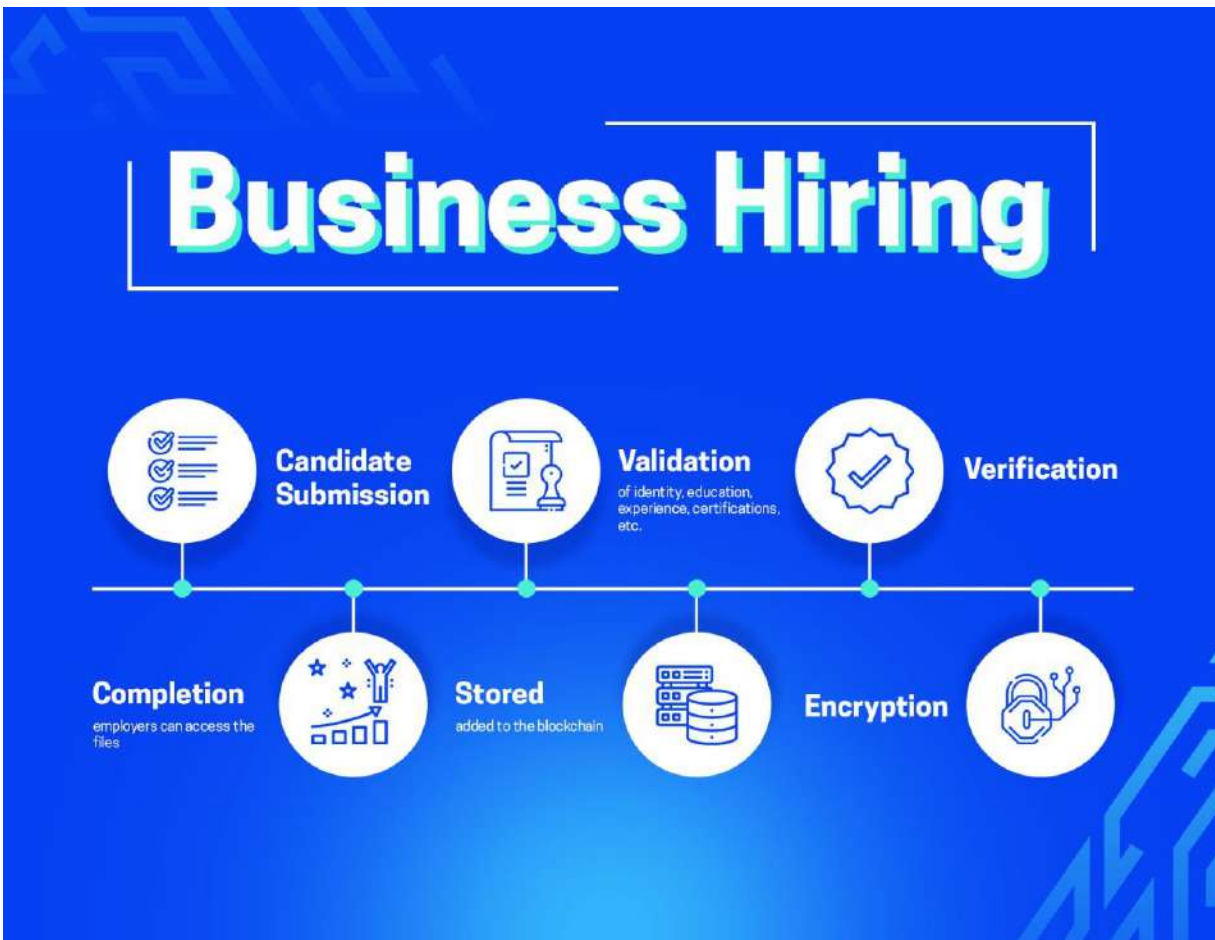 Business Hiring
Candidate
Submission
Validation
of identity, education,
experience, certifications,
etc.
Verification
Completion
employers can access the
files
Stored
added to the blockchain
Encryption